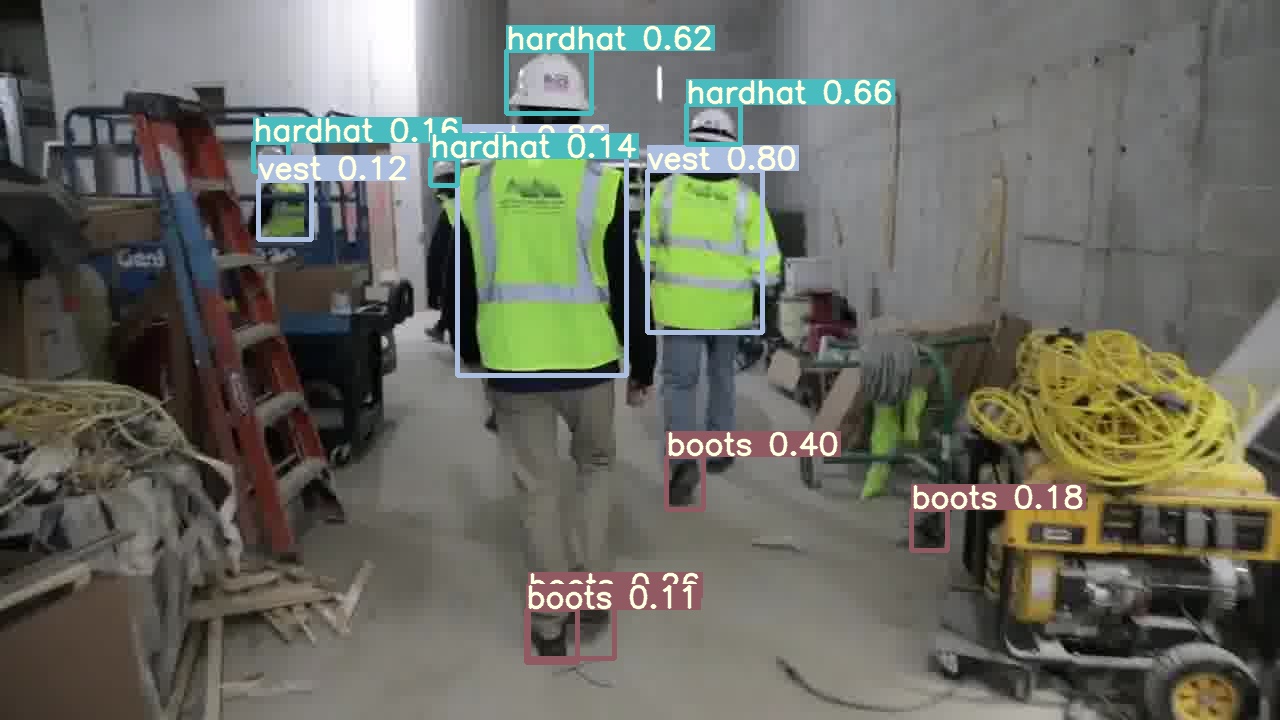 hardhat 0.62
hardhat 0.66
hardhat 0.16
hardhat 0.14
vest 0.80
vest 0.12
boots 0.40
boots 0.18
boots 0.11